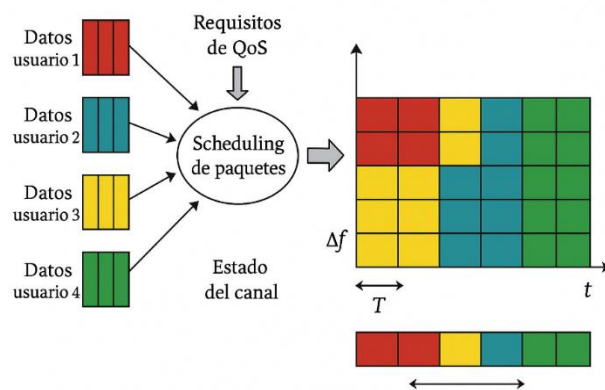 Datos
usuario 1
Datos
usuario 2
Datos
usuario 3
Datos
usuario 4
Requisitos
de QoS
Scheduling
de paquetes
Estado
del canal
Δf
T
t